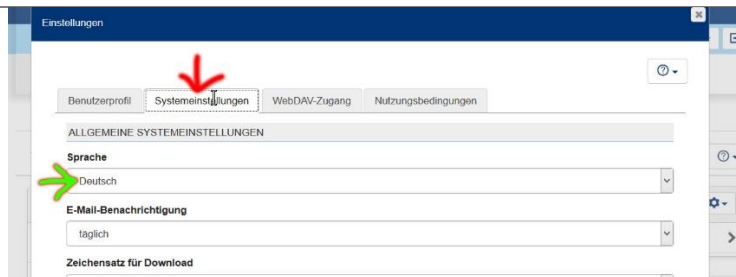 Einstellungen
Benutzerprofil Systemeinstellungen WebDAV-Zugang Nutzungsbedingungen
ALLGEMEINE SYSTEMEINSTELLUNGEN
Sprache
Deutsch
E-Mail-Benachrichtigung
täglich
Zeichensatz für Download